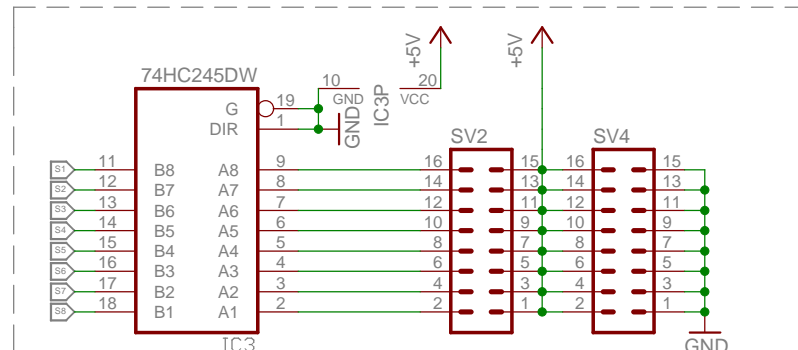 +5V
+5V
74HC245DW
10
GND
IC3P
VCC
20
G
19
DIR
1
GND
SV2
SV4
S1 11 B8 A8 9 16 15 16 15
S2 12 B7 A7 8 14 13 14 13
S3 13 B6 A6 7 12 11 12 11
S4 14 B5 A5 6 10 9 10 9
S5 15 B4 A4 5 8 7 8 7
S6 16 B3 A3 4 6 5 6 5
S7 17 B2 A2 3 4 3 4 3
S8 18 B1 A1 2 2 1 2 1
IC3
GND